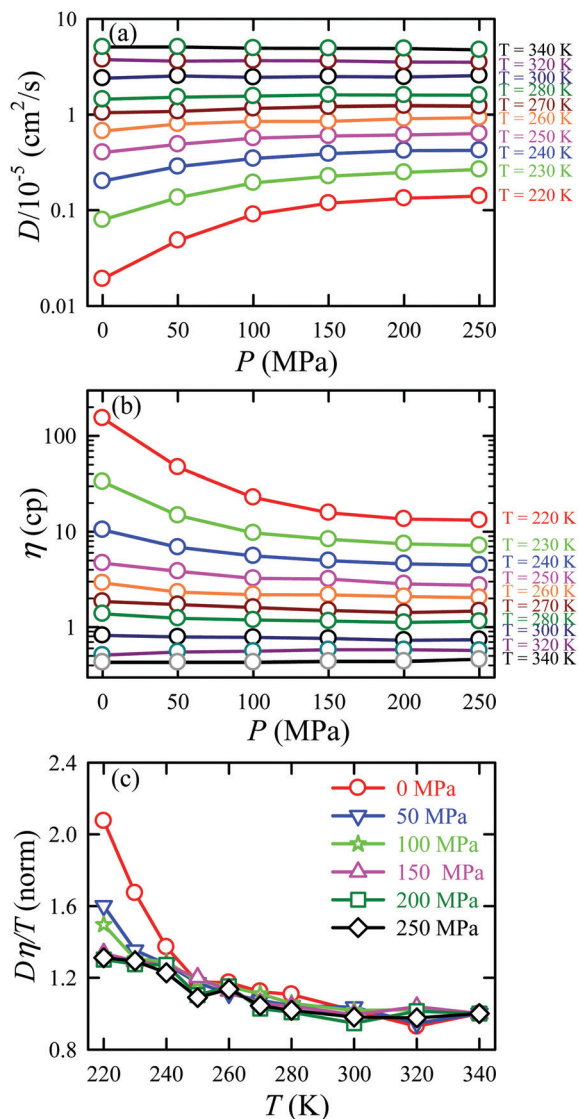 (a)
D/10⁻⁵ (cm²/s)
10
1
0.1
0.01
T = 340 K
T = 320 K
T = 300 K
T = 280 K
T = 270 K
T = 260 K
T = 250 K
T = 240 K
T = 230 K
T = 220 K
0 50 100 150 200 250
P (MPa)
(b)
η (cp)
100
10
1
T = 220 K
T = 230 K
T = 240 K
T = 250 K
T = 260 K
T = 270 K
T = 280 K
T = 300 K
T = 320 K
T = 340 K
0 50 100 150 200 250
P (MPa)
(c)
Dη/T (norm)
2.4
2.0
1.6
1.2
0.8
0 MPa
50 MPa
100 MPa
150 MPa
200 MPa
250 MPa
220 240 260 280 300 320 340
T (K)